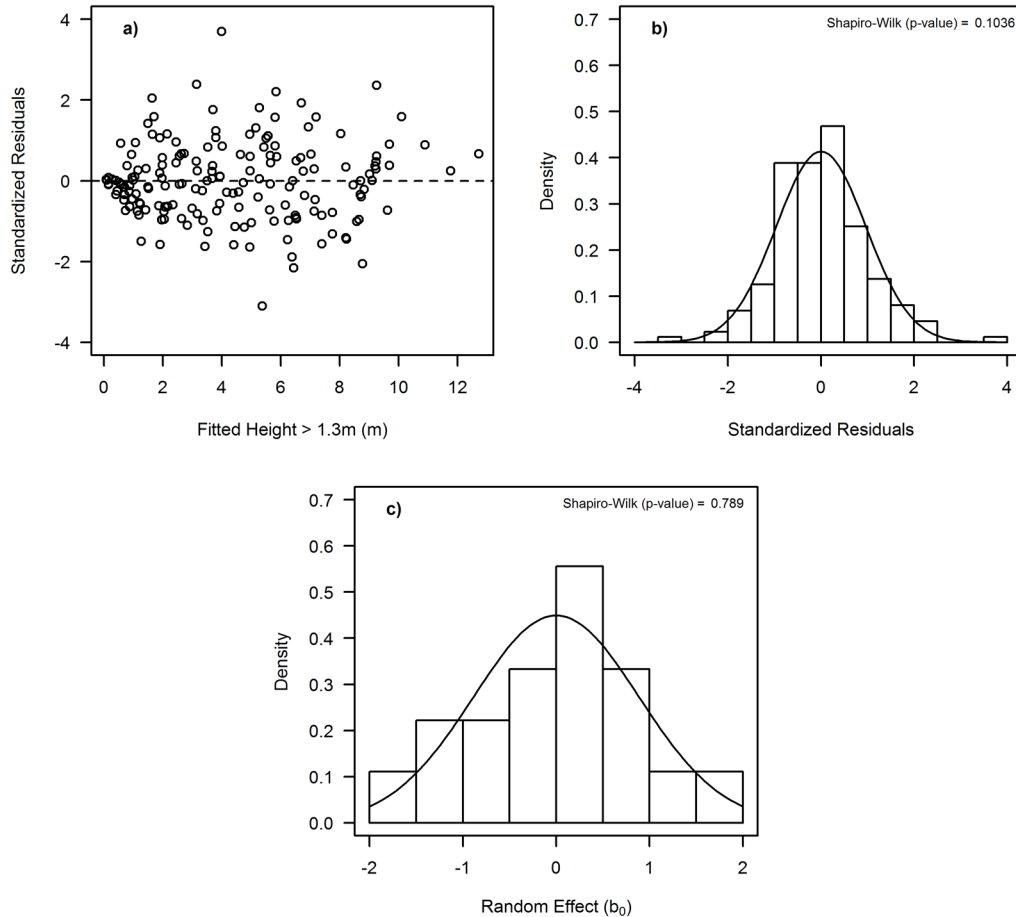 a)
4
2
0
-2
-4
Standardized Residuals
0 2 4 6 8 10 12
Fitted Height > 1.3m (m)
b)
Shapiro-Wilk (p-value) = 0.1036
0.7
0.6
0.5
0.4
0.3
0.2
0.1
0.0
Density
-4 -2 0 2 4
Standardized Residuals
c)
Shapiro-Wilk (p-value) = 0.789
0.7
0.6
0.5
0.4
0.3
0.2
0.1
0.0
Density
-2 -1 0 1 2
Random Effect (b₀)